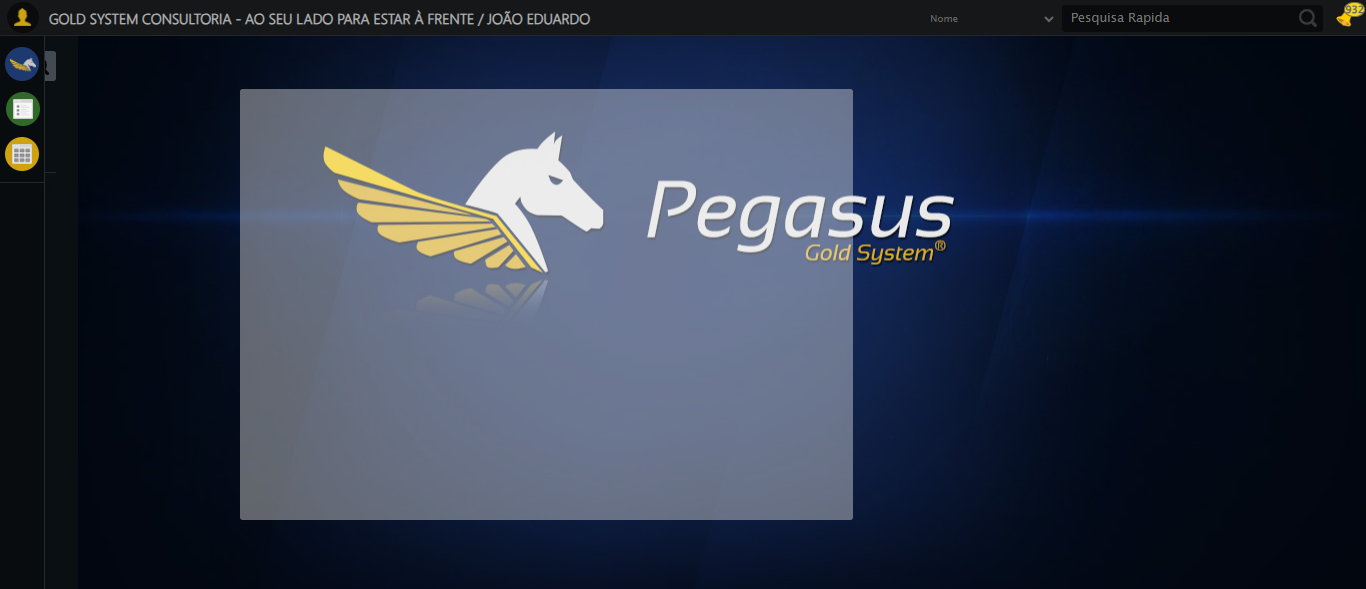 GOLD SYSTEM CONSULTORIA - AO SEU LADO PARA ESTAR À FRENTE / JOÃO EDUARDO
Nome
Pesquisa Rapida
932
Pegasus
Gold System®